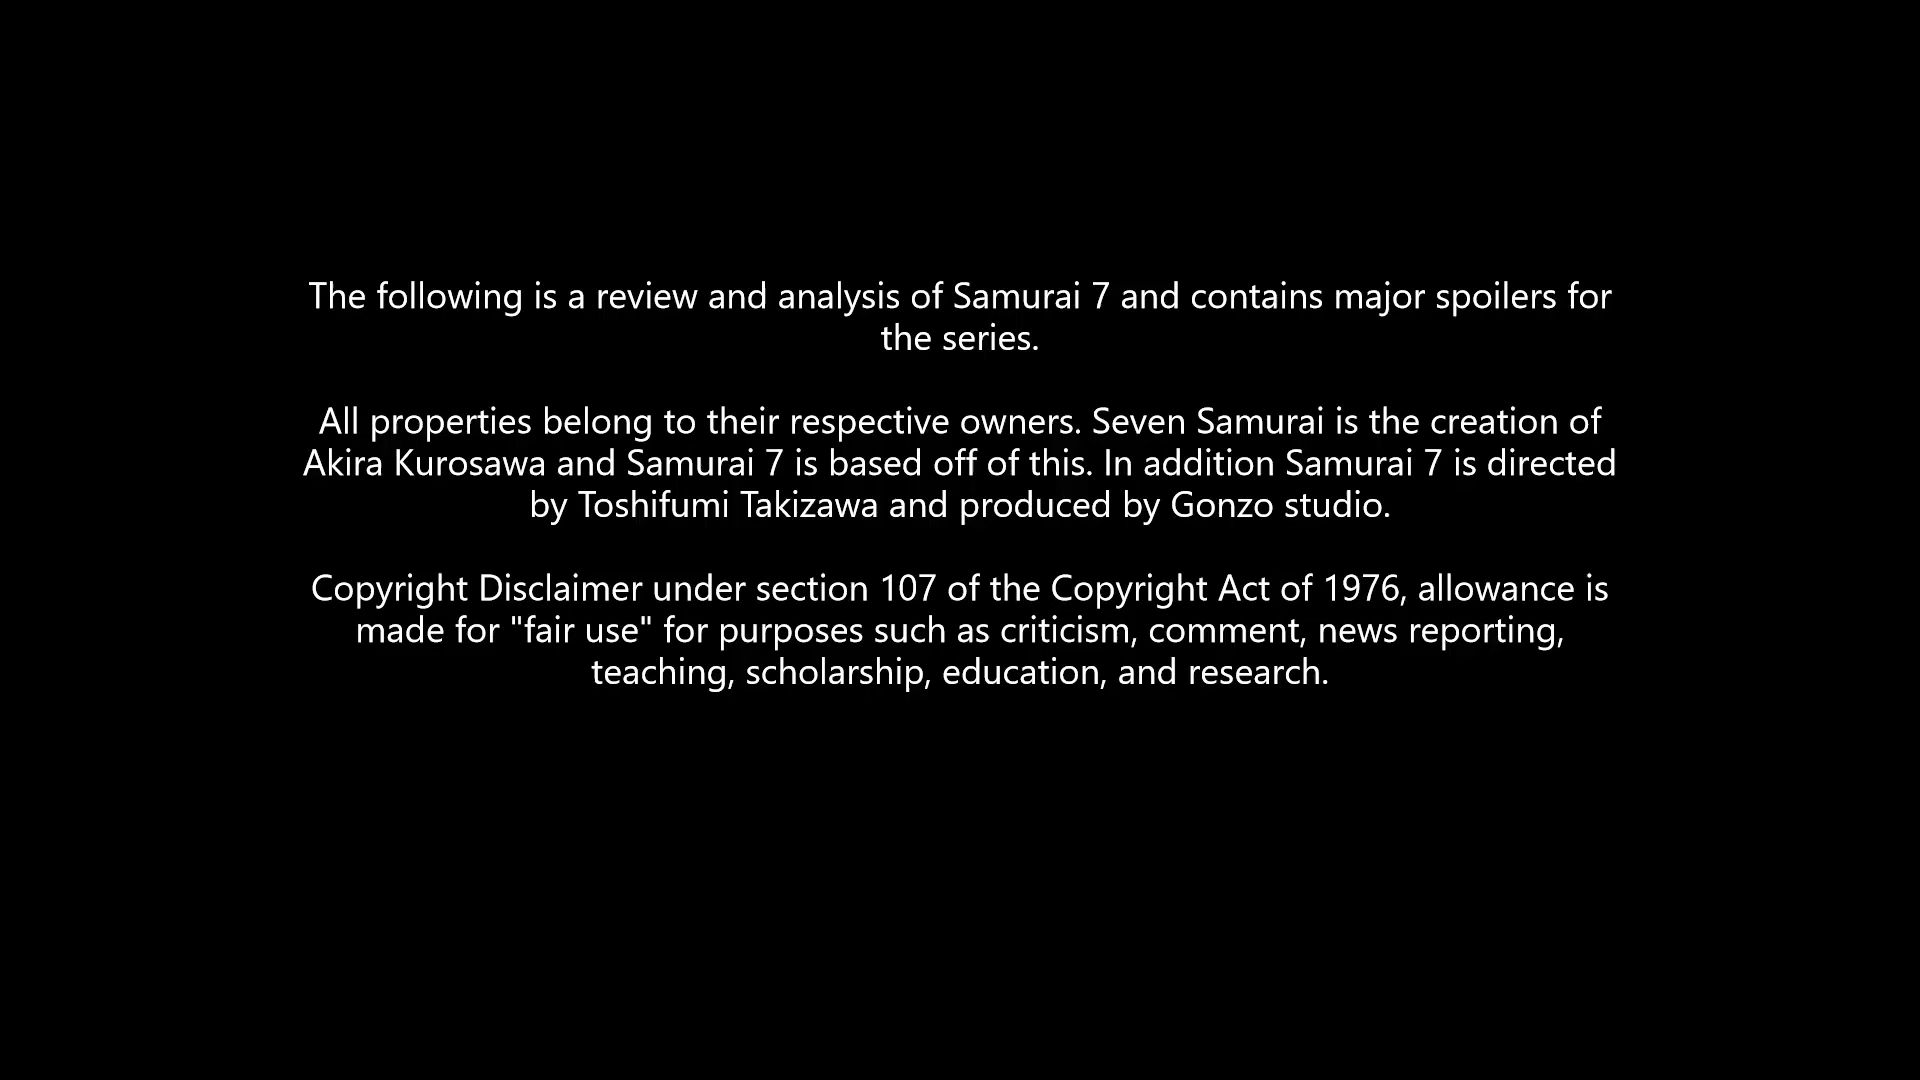 The following is a review and analysis of Samurai 7 and contains major spoilers for
the series.
All properties belong to their respective owners. Seven Samurai is the creation of
Akira Kurosawa and Samurai 7 is based off of this. In addition Samurai 7 is directed
by Toshifumi Takizawa and produced by Gonzo studio.
Copyright Disclaimer under section 107 of the Copyright Act of 1976, allowance is
made for "fair use" for purposes such as criticism, comment, news reporting,
teaching, scholarship, education, and research.